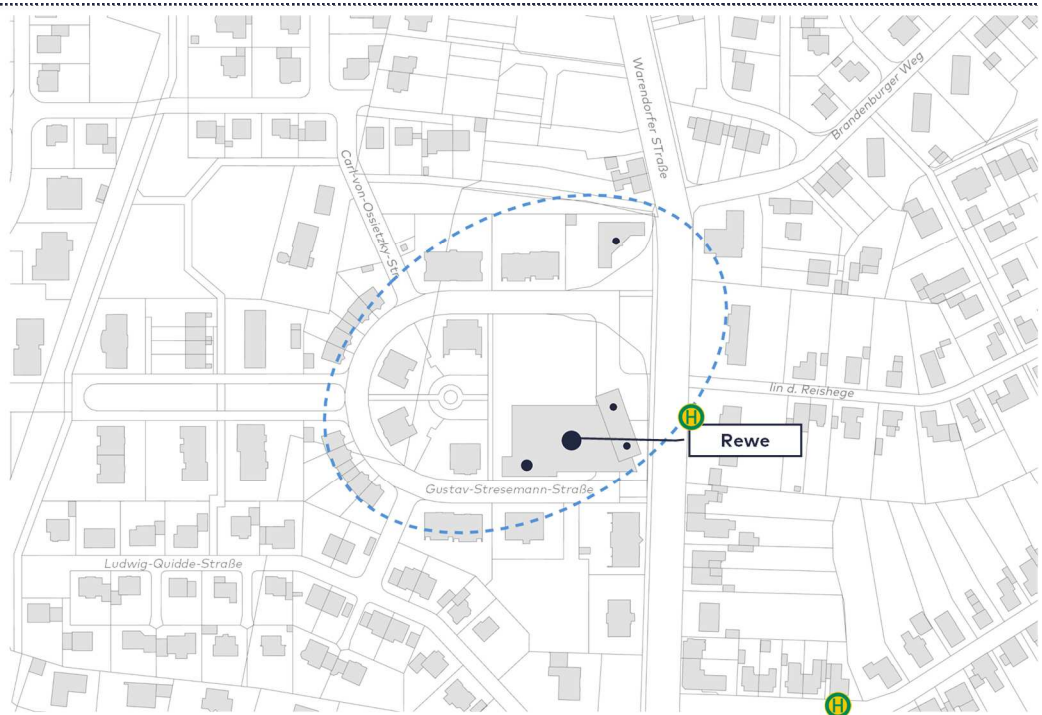 Warendorfer STraße
Brandenburger Weg
Carl-von-Ossietzky-Str
Iin d. Reishege
H
Rewe
Gustav-Stresemann-Straße
Ludwig-Quidde-Straße
H